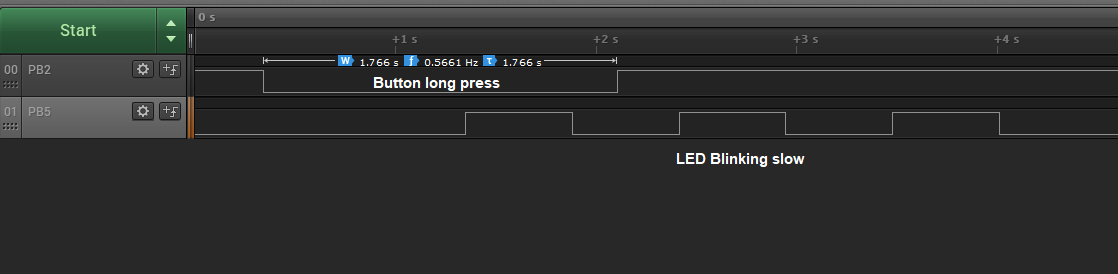 Start
0 s
+1 s +2 s +3 s +4 s
00 PB2
W 1.766 s f 0.5661 Hz T 1.766 s
Button long press
01 PB5
LED Blinking slow